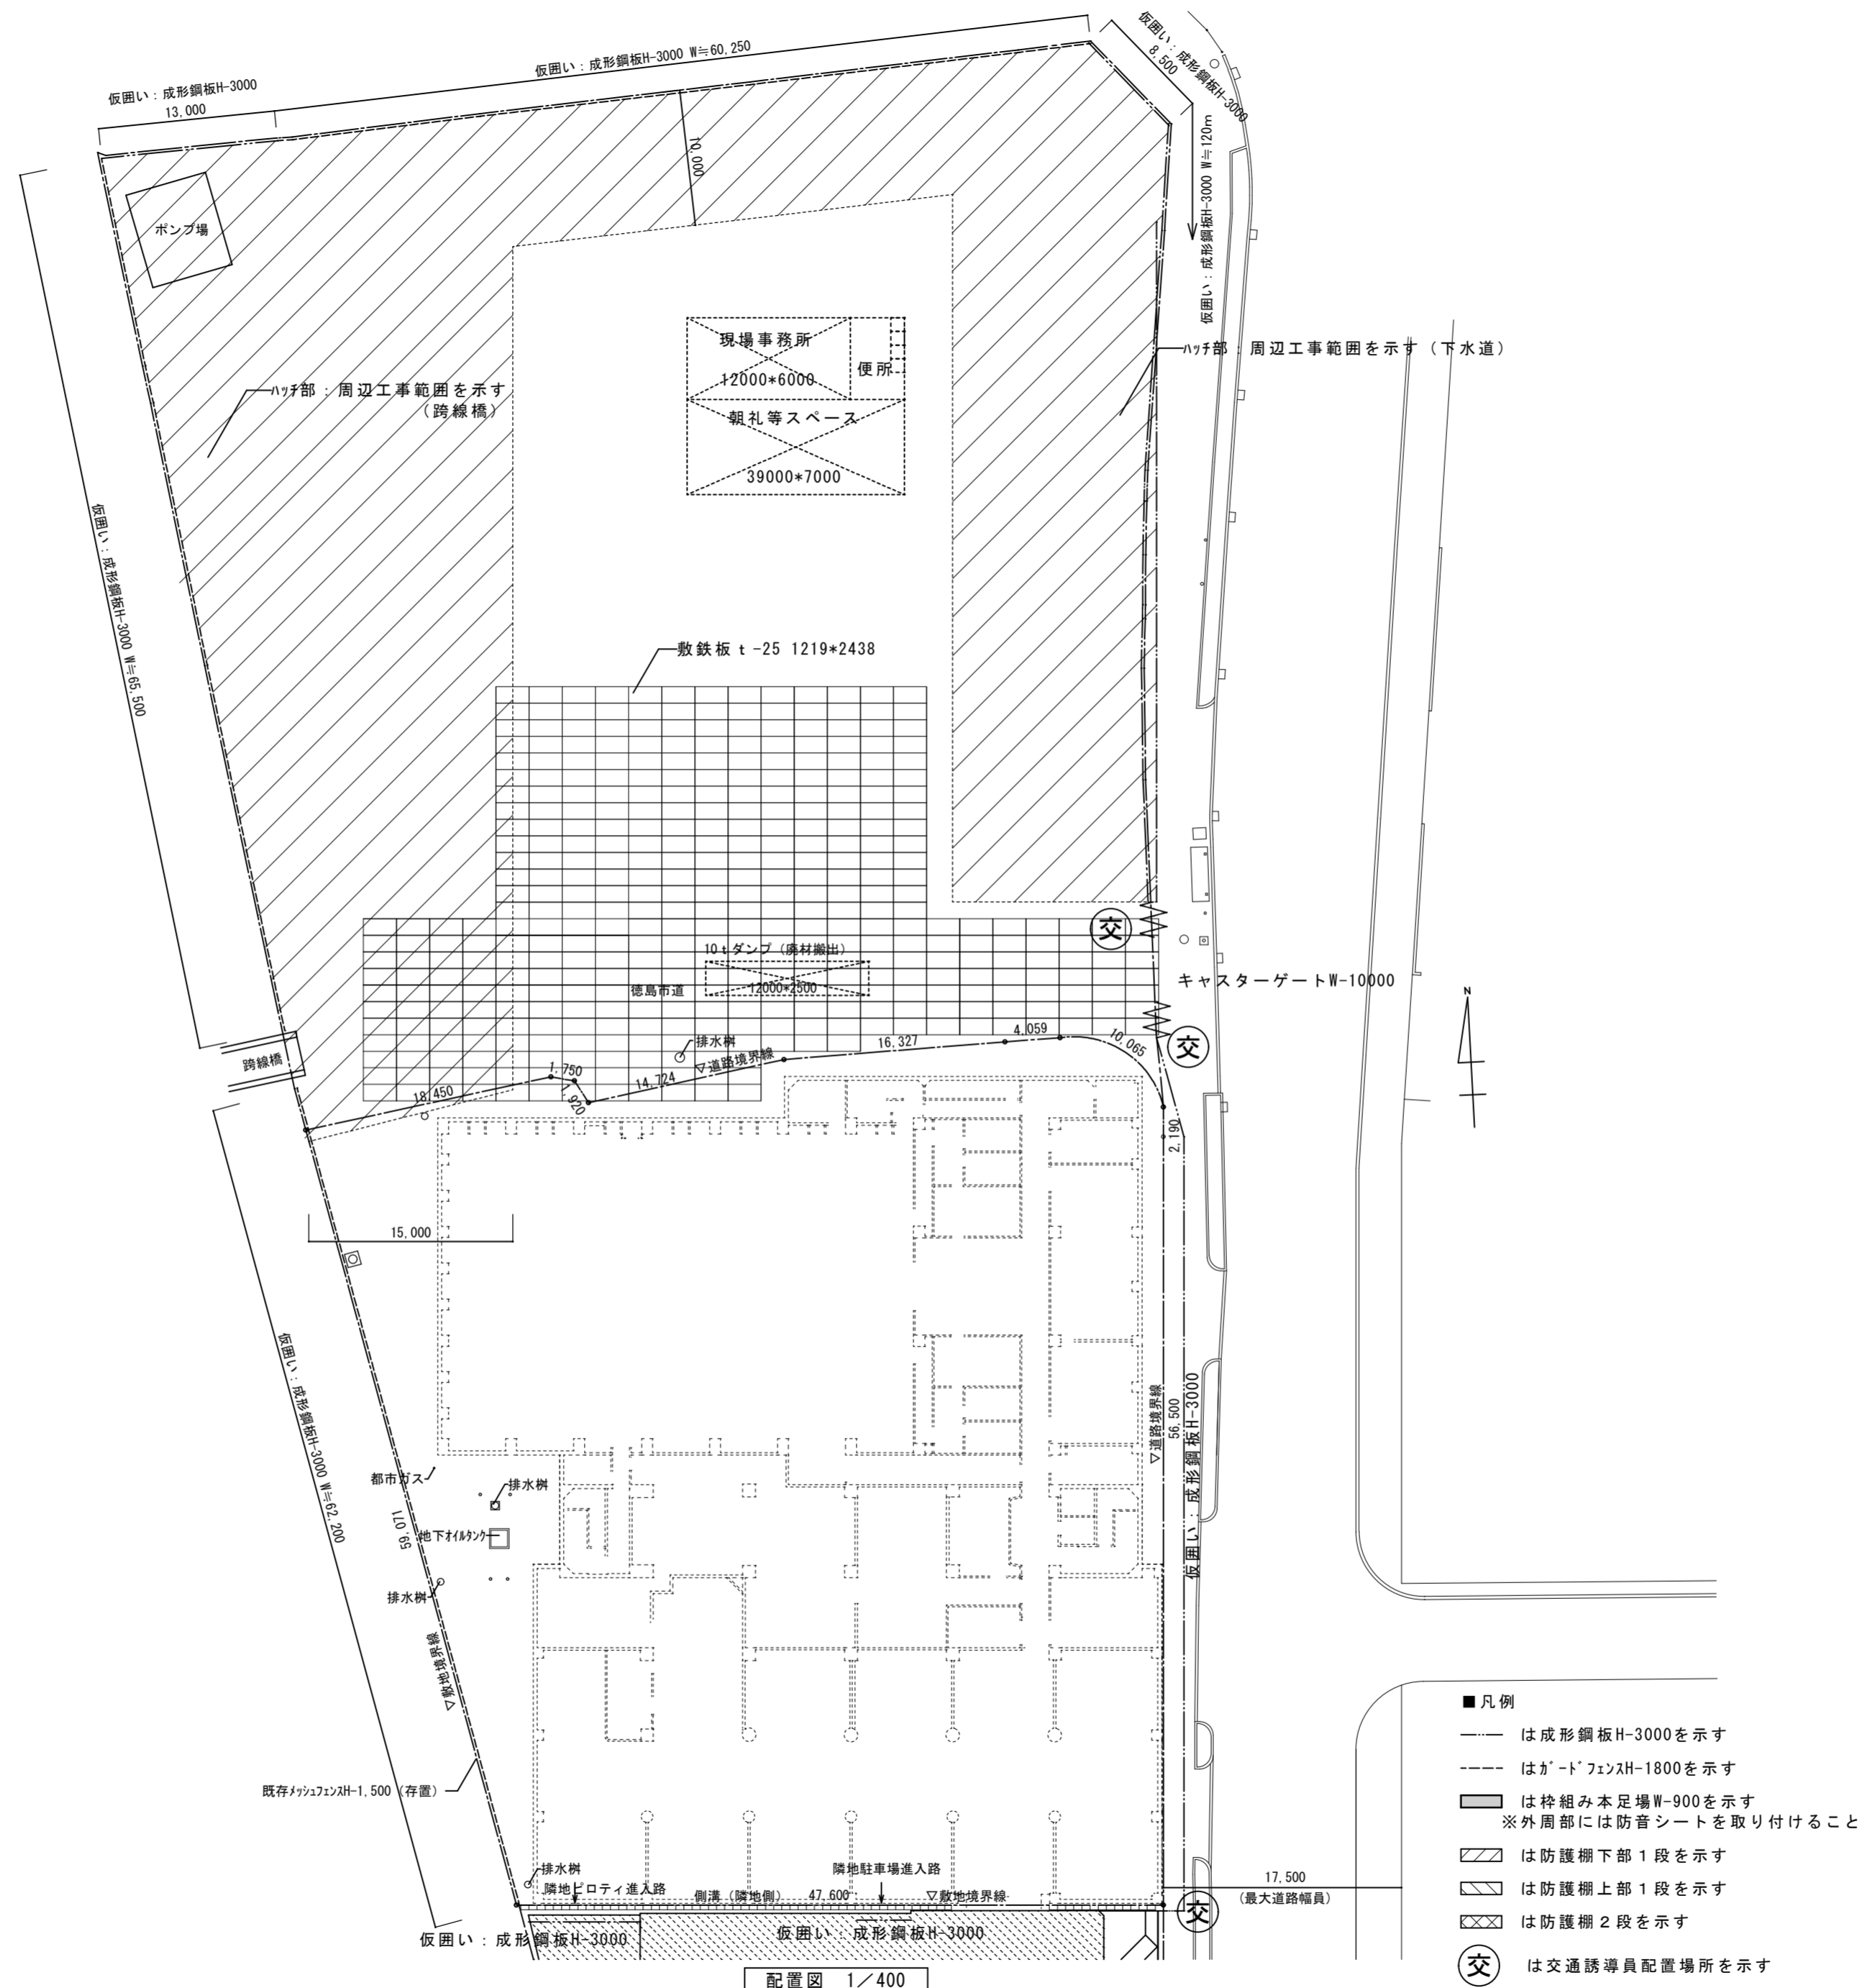 仮囲い：成形鋼板H-3000
13,000
仮囲い：成形鋼板H-3000 W≒60,250
仮囲い：成形鋼板H-3000
8,500
仮囲い：成形鋼板H-3000 W≒120m
10,000
ポンプ場
現場事務所
12000*6000
便所
朝礼等スペース
39000*7000
ﾊｯﾁ部：周辺工事範囲を示す（下水道）
ﾊｯﾁ部：周辺工事範囲を示す
（跨線橋）
仮囲い：成形鋼板H-3000 W≒65,500
敷鉄板ｔ-25 1219*2438
交
10ｔダンプ（廃材搬出）
12000*2500
徳島市道
キャスターゲートW-10000
N
交
跨線橋
排水桝
▽道路境界線
18,450
1,750
1,920
14,724
16,327
4,059
10,065
2,190
15,000
仮囲い：成形鋼板H-3000 W≒62,200
59,071
▽道路境界線
56,500
仮囲い：成形鋼板H-3000
都市ガス
排水桝
地下ｵｲﾙﾀﾝｸ
排水桝
▽敷地境界線
既存ﾒｯｼｭﾌｪﾝｽH-1,500（存置）
排水桝
隣地ピロティ進入路
側溝（隣地側）
47,600
隣地駐車場進入路
▽敷地境界線
交
17,500
（最大道路幅員）
仮囲い：成形鋼板H-3000
仮囲い：成形鋼板H-3000
■凡例
は成形鋼板H-3000を示す
はｶﾞｰﾄﾞﾌｪﾝｽH-1800を示す
は枠組み本足場W-900を示す
※外周部には防音シートを取り付けること
は防護棚下部１段を示す
は防護棚上部１段を示す
は防護棚２段を示す
交 は交通誘導員配置場所を示す
配置図 1／400